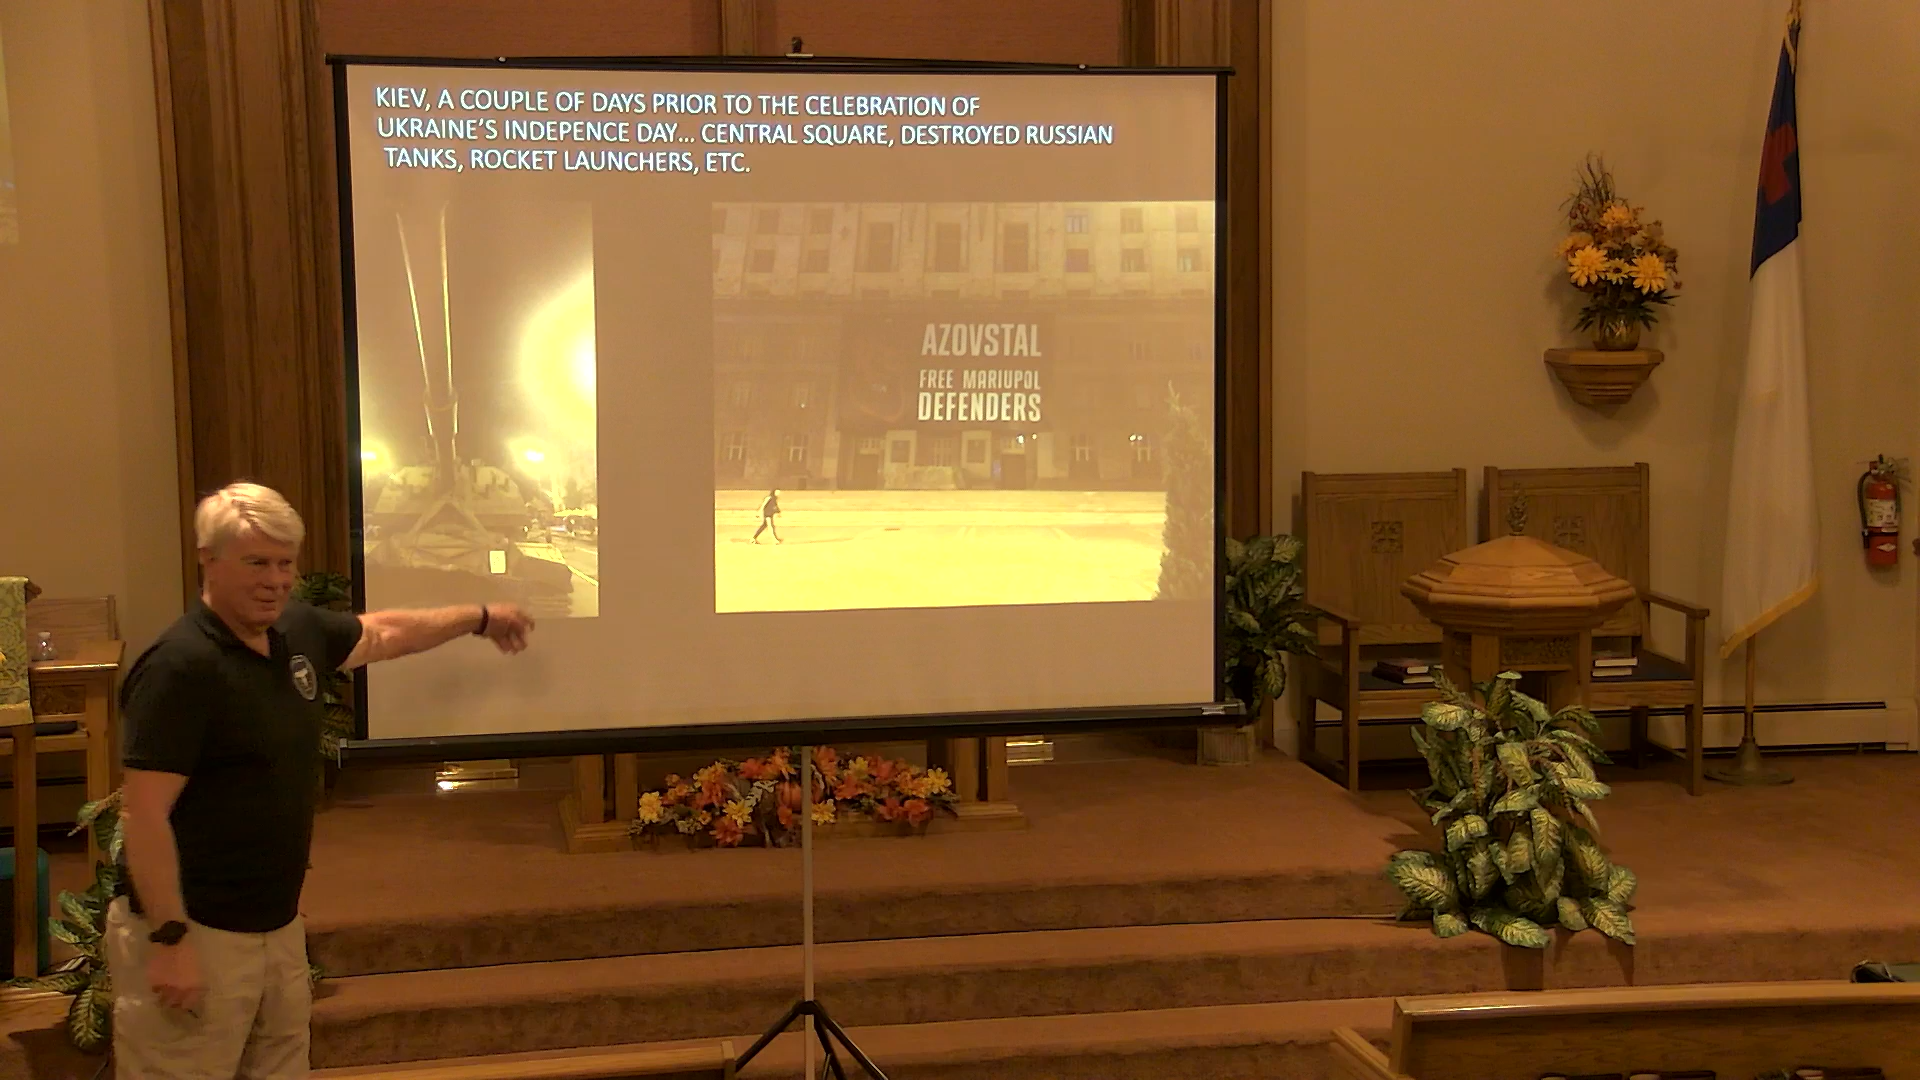 KIEV, A COUPLE OF DAYS PRIOR TO THE CELEBRATION OF
UKRAINE'S INDEPENCE DAY... CENTRAL SQUARE, DESTROYED RUSSIAN
TANKS, ROCKET LAUNCHERS, ETC.
AZOVSTAL
FREE MARIUPOL
DEFENDERS